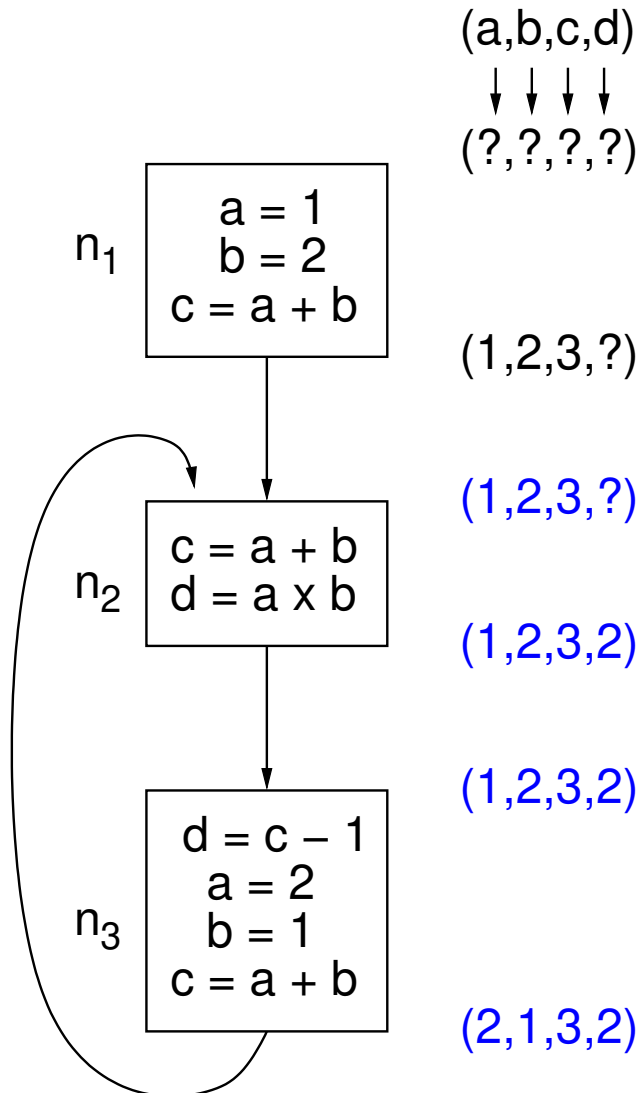 (a,b,c,d)
(?,?,?,?)
n1
a = 1
b = 2
c = a + b
(1,2,3,?)
(1,2,3,?)
n2
c = a + b
d = a x b
(1,2,3,2)
(1,2,3,2)
n3
d = c − 1
a = 2
b = 1
c = a + b
(2,1,3,2)